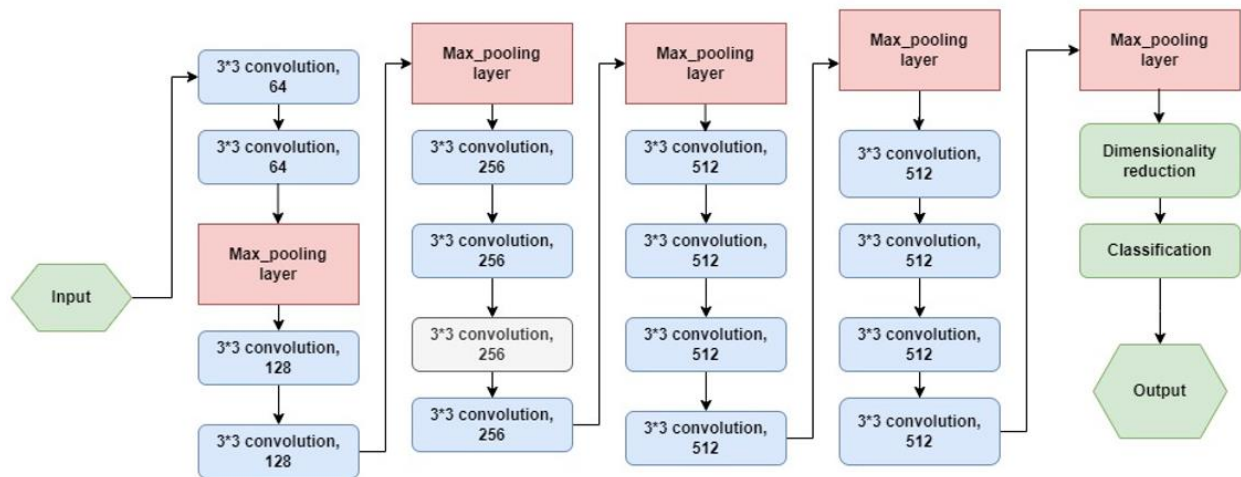 Input
3*3 convolution,
64
3*3 convolution,
64
Max_pooling
layer
3*3 convolution,
128
3*3 convolution,
128
Max_pooling
layer
3*3 convolution,
256
3*3 convolution,
256
3*3 convolution,
256
3*3 convolution,
256
Max_pooling
layer
3*3 convolution,
512
3*3 convolution,
512
3*3 convolution,
512
3*3 convolution,
512
Max_pooling
layer
3*3 convolution,
512
3*3 convolution,
512
3*3 convolution,
512
3*3 convolution,
512
Max_pooling
layer
Dimensionality
reduction
Classification
Output